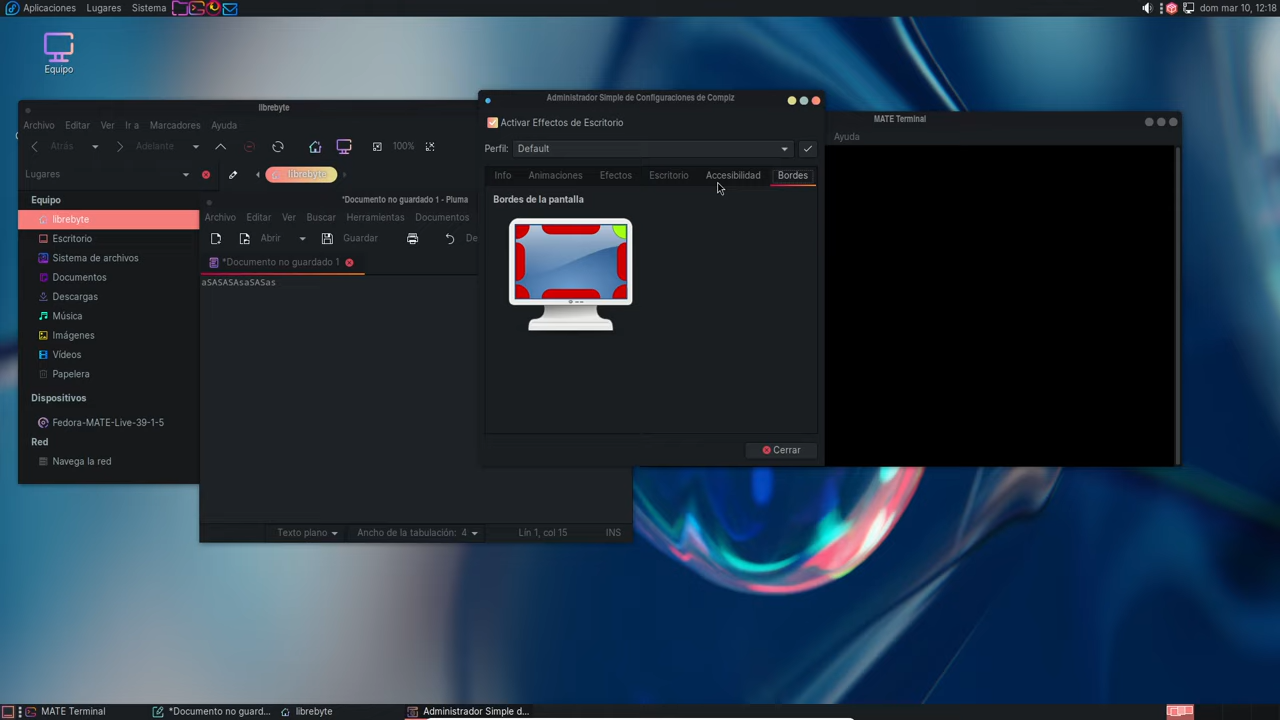 Aplicaciones Lugares Sistema
dom mar 10, 12:18
Equipo
librebyte
Archivo Editar Ver Ir a Marcadores Ayuda
Atrás Adelante 100%
Lugares librebyte
Equipo
librebyte
Escritorio
Sistema de archivos
Documentos
Descargas
Música
Imágenes
Vídeos
Papelera
Dispositivos
Fedora-MATE-Live-39-1-5
Red
Navega la red
*Documento no guardado 1 - Pluma
Archivo Editar Ver Buscar Herramientas Documentos
Abrir Guardar De
*Documento no guardado 1
aSASASAsaSASas
Texto plano Ancho de la tabulación: 4 Lín 1, col 15 INS
Administrador Simple de Configuraciones de Compiz
Activar Effectos de Escritorio
Perfil: Default
Info Animaciones Efectos Escritorio Accesibilidad Bordes
Bordes de la pantalla
Cerrar
MATE Terminal
Ayuda
MATE Terminal *Documento no guard... librebyte Administrador Simple d...